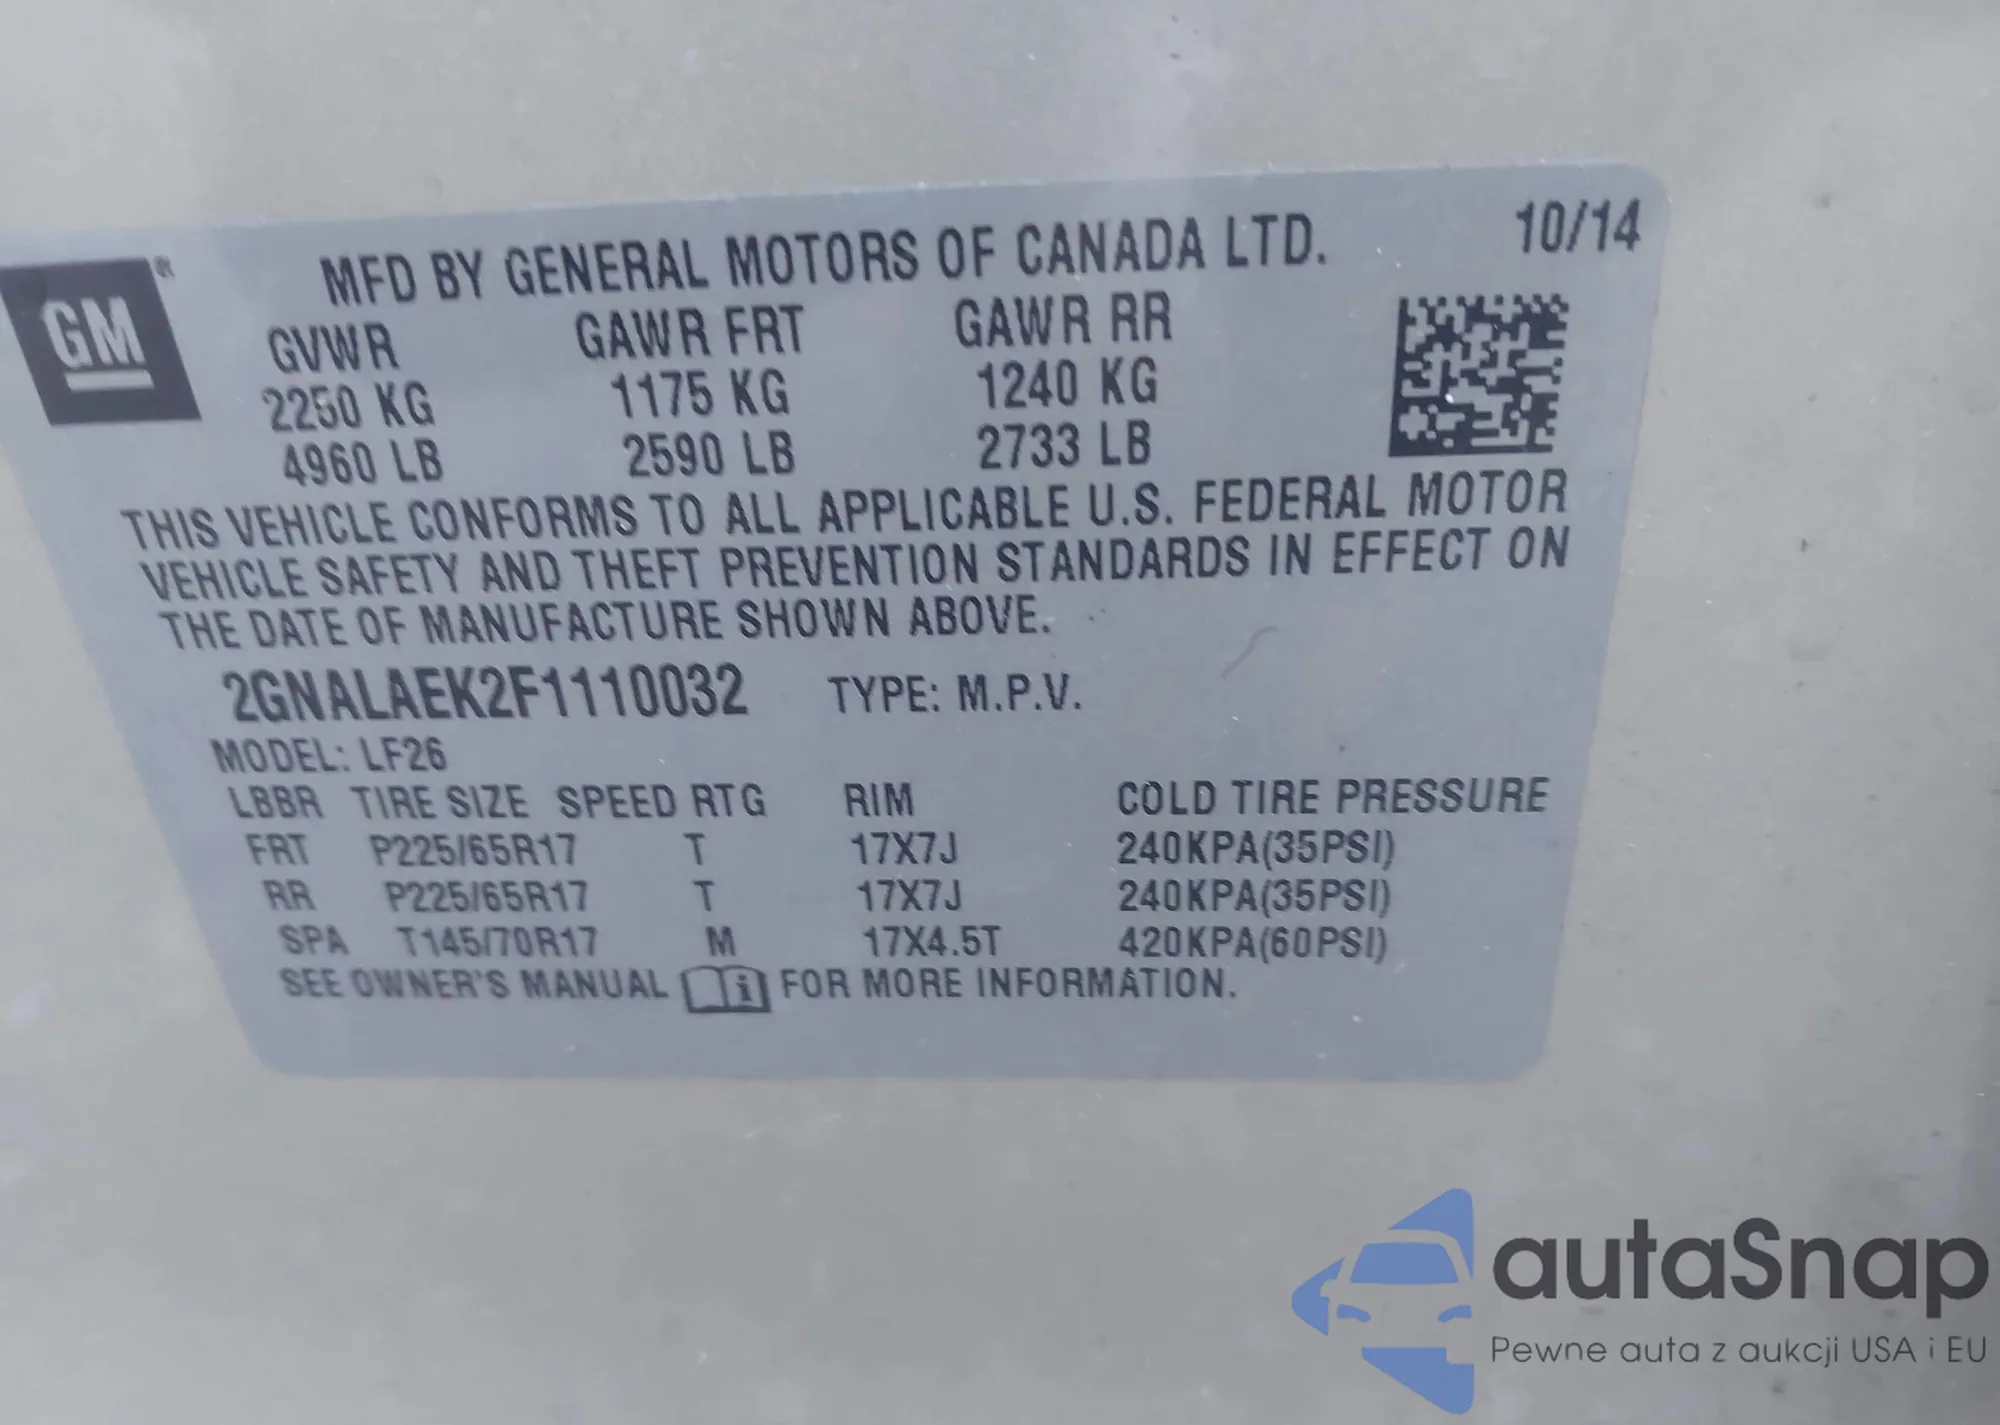 GM ®
MFD BY GENERAL MOTORS OF CANADA LTD. 10/14
GVWR GAWR FRT GAWR RR
2250 KG 1175 KG 1240 KG
4960 LB 2590 LB 2733 LB
THIS VEHICLE CONFORMS TO ALL APPLICABLE U.S. FEDERAL MOTOR
VEHICLE SAFETY AND THEFT PREVENTION STANDARDS IN EFFECT ON
THE DATE OF MANUFACTURE SHOWN ABOVE.
2GNALAEK2F1110032 TYPE: M.P.V.
MODEL: LF26
LBBR TIRE SIZE SPEED RTG RIM COLD TIRE PRESSURE
FRT P225/65R17 T 17X7J 240KPA(35PSI)
RR P225/65R17 T 17X7J 240KPA(35PSI)
SPA T145/70R17 M 17X4.5T 420KPA(60PSI)
SEE OWNER'S MANUAL FOR MORE INFORMATION.
autaSnap
Pewne auta z aukcji USA i EU